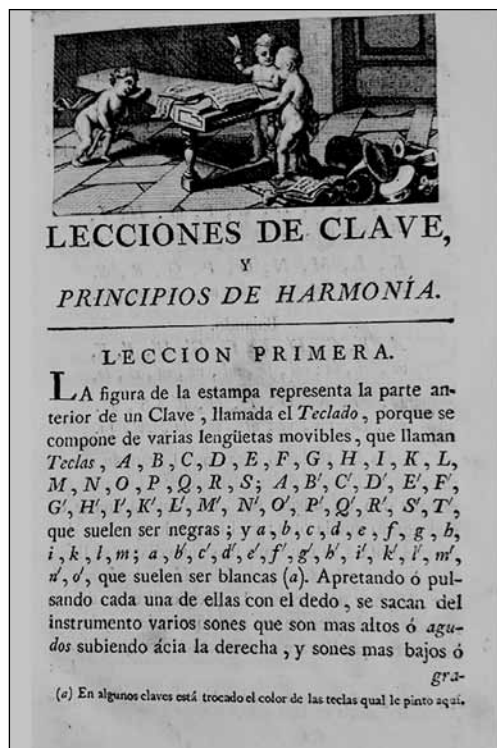 LECCIONES DE CLAVE,
Y
PRINCIPIOS DE HARMONÍA.
LECCION PRIMERA.
LA figura de la estampa representa la parte an-
terior de un Clave, llamada el Teclado, porque se
compone de varias lengüetas movibles, que llaman
Teclas, A, B, C, D, E, F, G, H, I, K, L,
M, N, O, P, Q, R, S; A, B', C', D', E', F',
G', H', I', K', L', M', N', O', P', Q', R', S', T',
que suelen ser negras; y a, b, c, d, e, f, g, h,
i, k, l, m; a, b', c', d', e', f', g', h', i', k', l', m',
n', o', que suelen ser blancas (a). Apretando ó pul-
sando cada una de ellas con el dedo, se sacan del
instrumento varios sones que son mas altos ó agu-
dos subiendo ácia la derecha, y sones mas bajos ó
gra-
(a) En algunos claves está trocado el color de las teclas qual le pinto aquí.